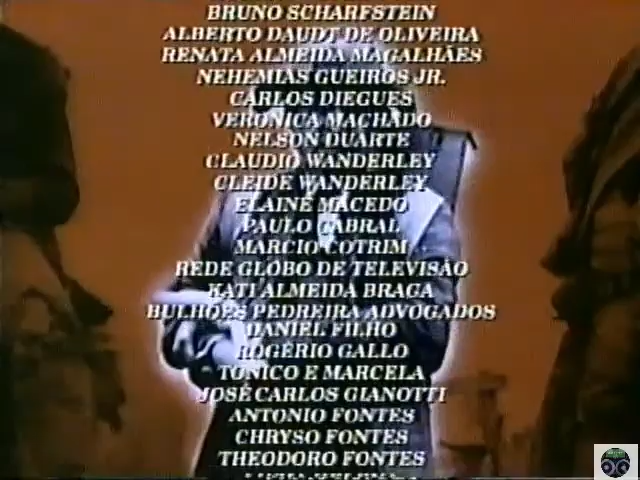 BRUNO SCHARFSTEIN
ALBERTO DAUDT DE OLIVEIRA
RENATA ALMEIDA MAGALHÃES
NEHEMIAS GUEIROS JR.
CARLOS DIEGUES
VERONICA MACHADO
NELSON DUARTE
CLAUDIO WANDERLEY
CLEIDE WANDERLEY
ELAINE MACEDO
PAULO CABRAL
MARCIO COTRIM
REDE GLOBO DE TELEVISÃO
KATI ALMEIDA BRAGA
BULHÕES PEDREIRA ADVOGADOS
DANIEL FILHO
ROGÉRIO GALLO
TONICO E MARCELA
JOSÉ CARLOS GIANOTTI
ANTONIO FONTES
CHRYSO FONTES
THEODORO FONTES